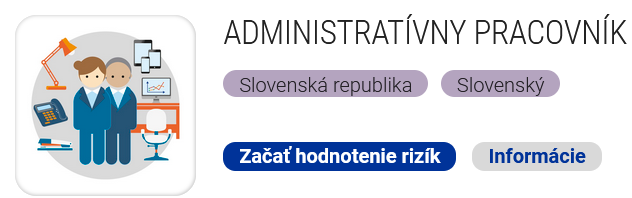 ADMINISTRATÍVNY PRACOVNÍK
Slovenská republika Slovenský
Začať hodnotenie rizík Informácie